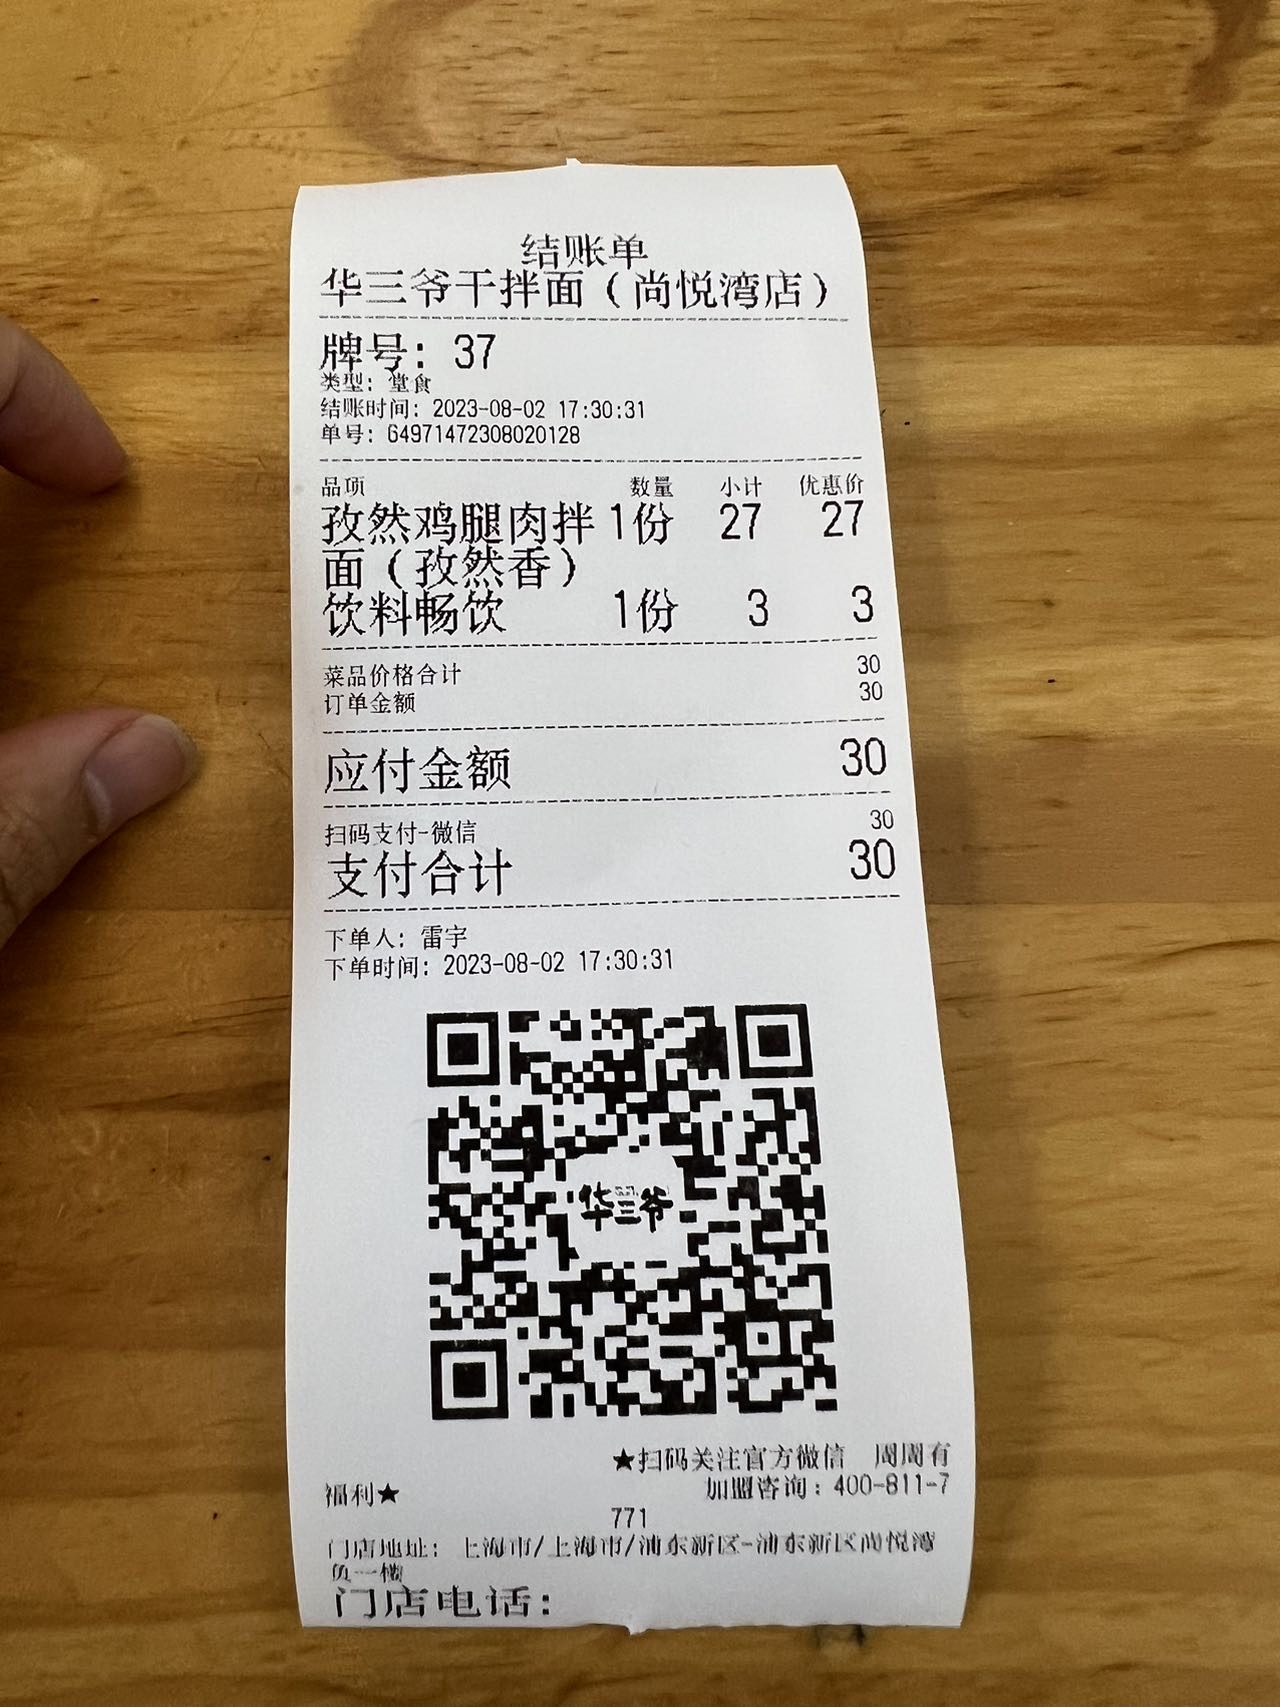 结账单
华三爷干拌面（尚悦湾店）
牌号：37
类型：堂食
结账时间：2023-08-02 17:30:31
单号：64971472308020128
品项 数量 小计 优惠价
孜然鸡腿肉拌 1份 27 27
面（孜然香）
饮料畅饮 1份 3 3
菜品价格合计 30
订单金额 30
应付金额 30
扫码支付-微信 30
支付合计 30
下单人：雷宇
下单时间：2023-08-02 17:30:31
华三爷
★扫码关注官方微信 周周有
福利★ 加盟咨询：400-811-7
771
门店地址：上海市/上海市/浦东新区-浦东新区尚悦湾
负一楼
门店电话：